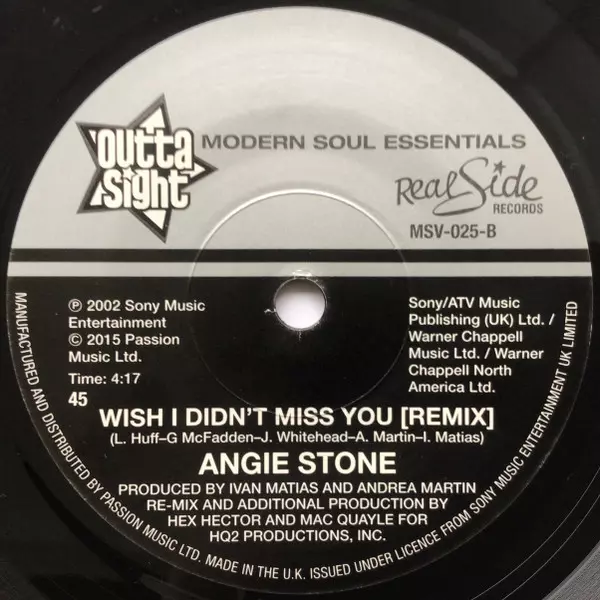 'outta
sight
MODERN SOUL ESSENTIALS
Real Side
RECORDS
MSV-025-B
℗ 2002 Sony Music
Entertainment
© 2015 Passion
Music Ltd.
Time: 4:17
45
Sony/ATV Music
Publishing (UK) Ltd. /
Warner Chappell
Music Ltd. / Warner
Chappell North
America Ltd.
WISH I DIDN'T MISS YOU [REMIX]
(L. Huff–G McFadden–J. Whitehead–A. Martin–I. Matias)
ANGIE STONE
PRODUCED BY IVAN MATIAS AND ANDREA MARTIN
RE-MIX AND ADDITIONAL PRODUCTION BY
HEX HECTOR AND MAC QUAYLE FOR
HQ2 PRODUCTIONS, INC.
MANUFACTURED AND DISTRIBUTED BY PASSION MUSIC LTD. MADE IN THE U.K. ISSUED UNDER LICENCE FROM SONY MUSIC ENTERTAINMENT UK LIMITED